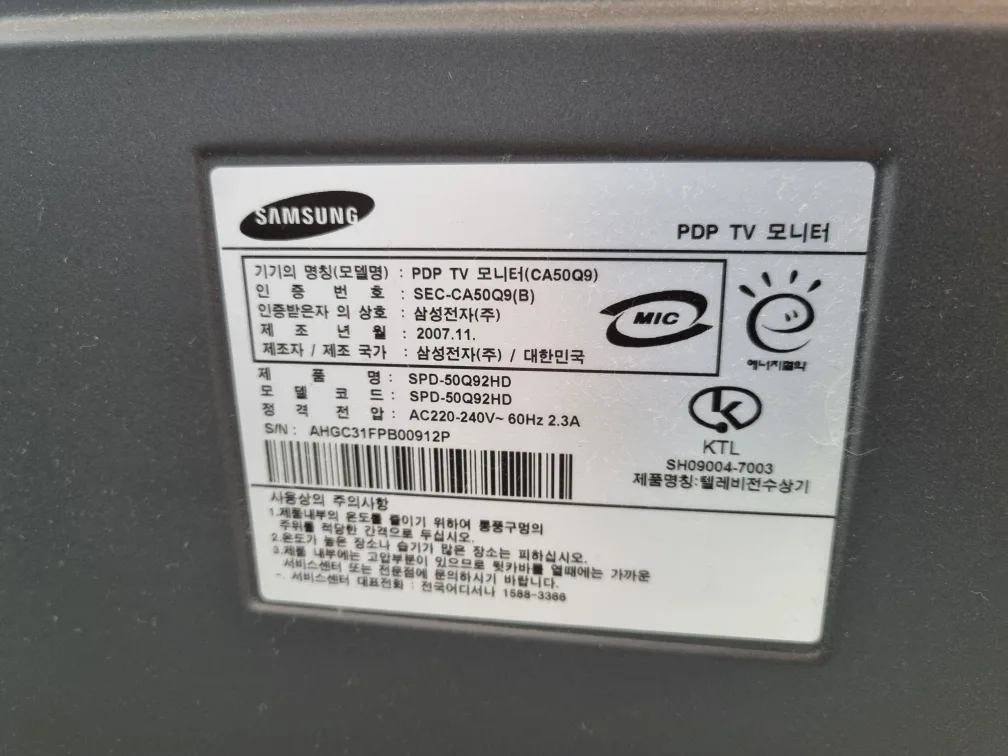 SAMSUNG
PDP TV 모니터
기기의 명칭(모델명) : PDP TV 모니터(CA50Q9)
인 증 번 호 : SEC-CA50Q9(B)
인증받은자 의 상호 : 삼성전자(주)
제 조 년 월 : 2007.11.
제조자 / 제조 국가 : 삼성전자(주) / 대한민국
MIC
에너지절약
제 품 명 : SPD-50Q92HD
모 델 코 드 : SPD-50Q92HD
정 격 전 압 : AC220-240V~ 60Hz 2.3A
S/N : AHGC31FPB00912P
KTL
SH09004-7003
제품명칭:텔레비전수상기
사용상의 주의사항
1.제품내부의 온도를 줄이기 위하여 통풍구멍의
주위를 적당한 간격으로 두십시오.
2.온도가 높은 장소나 습기가 많은 장소는 피하십시오.
3.제품 내부에는 고압부분이 있으므로 뒷카바를 열때에는 가까운
서비스센터 또는 전문점에 문의하시기 바랍니다.
서비스센터 대표전화 : 전국어디서나 1588-3366